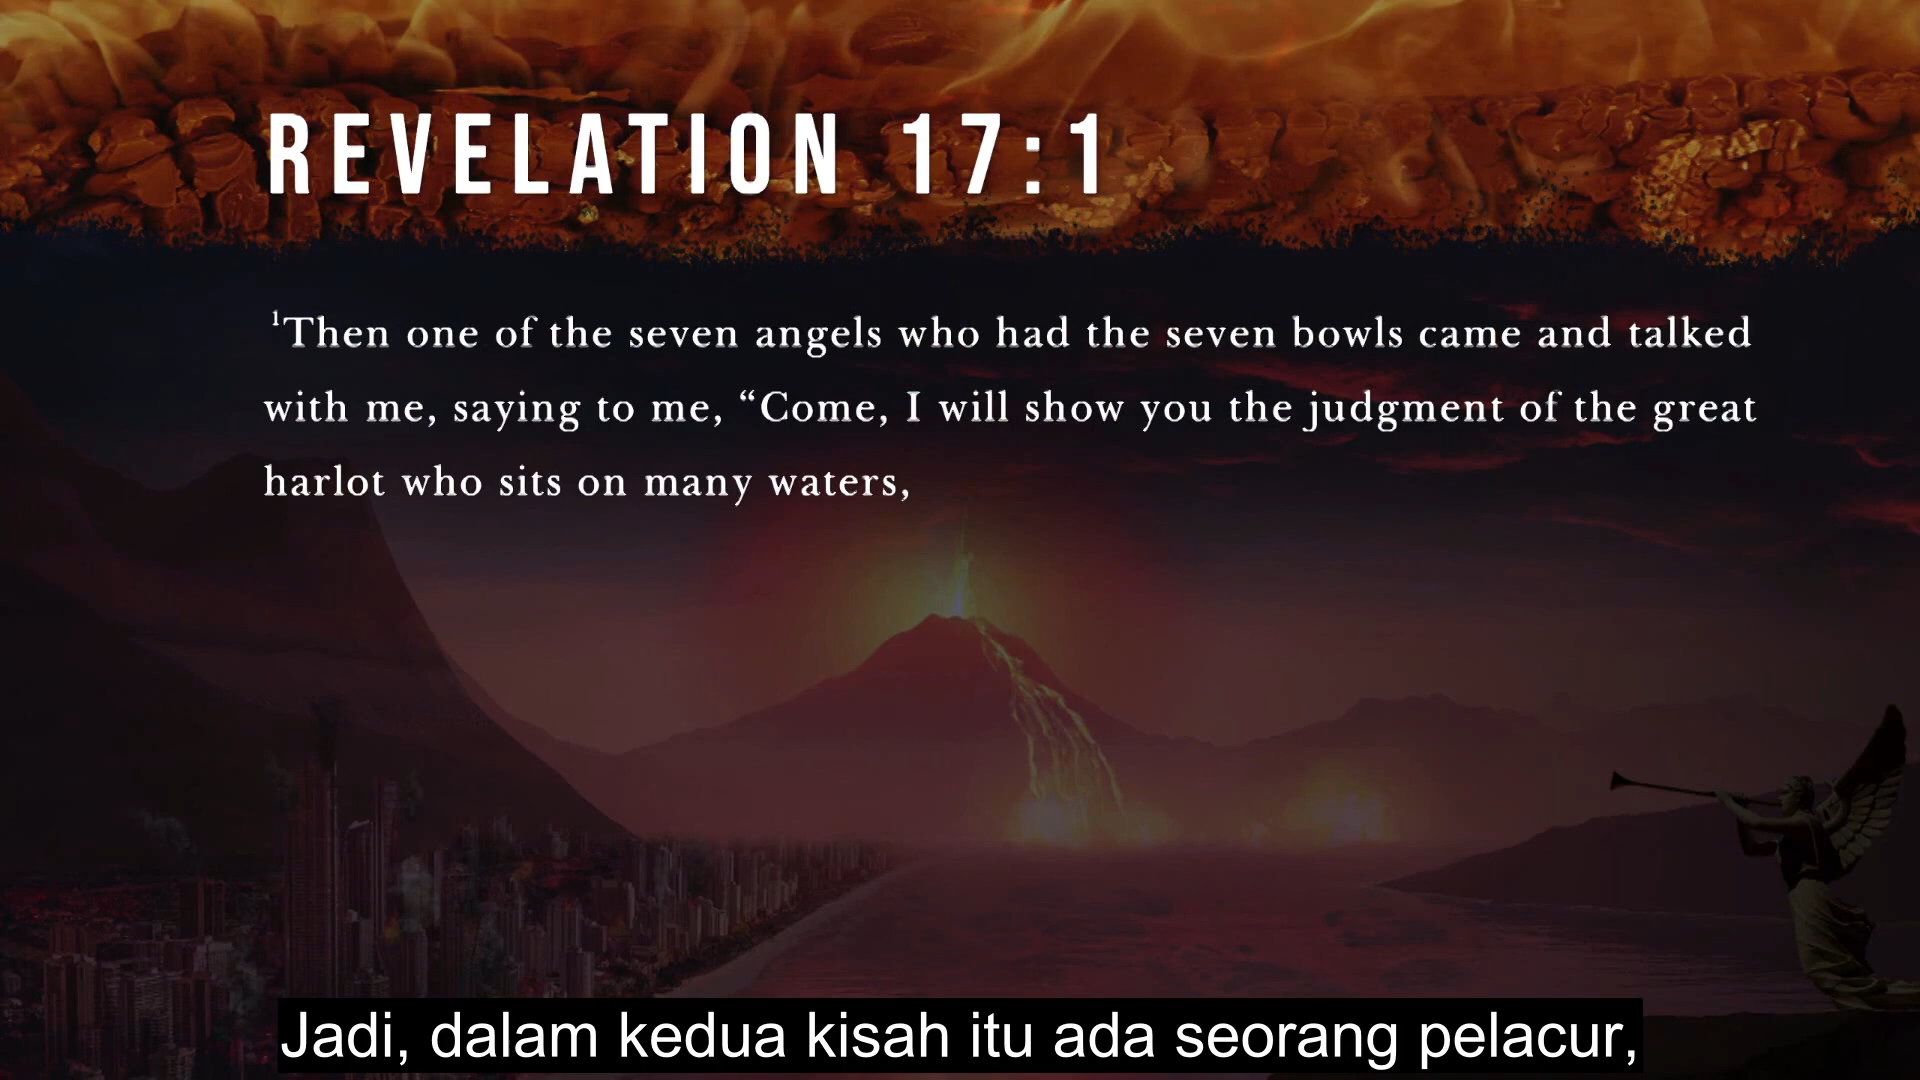 REVELATION 17:1
¹Then one of the seven angels who had the seven bowls came and talked
with me, saying to me, “Come, I will show you the judgment of the great
harlot who sits on many waters,
Jadi, dalam kedua kisah itu ada seorang pelacur,